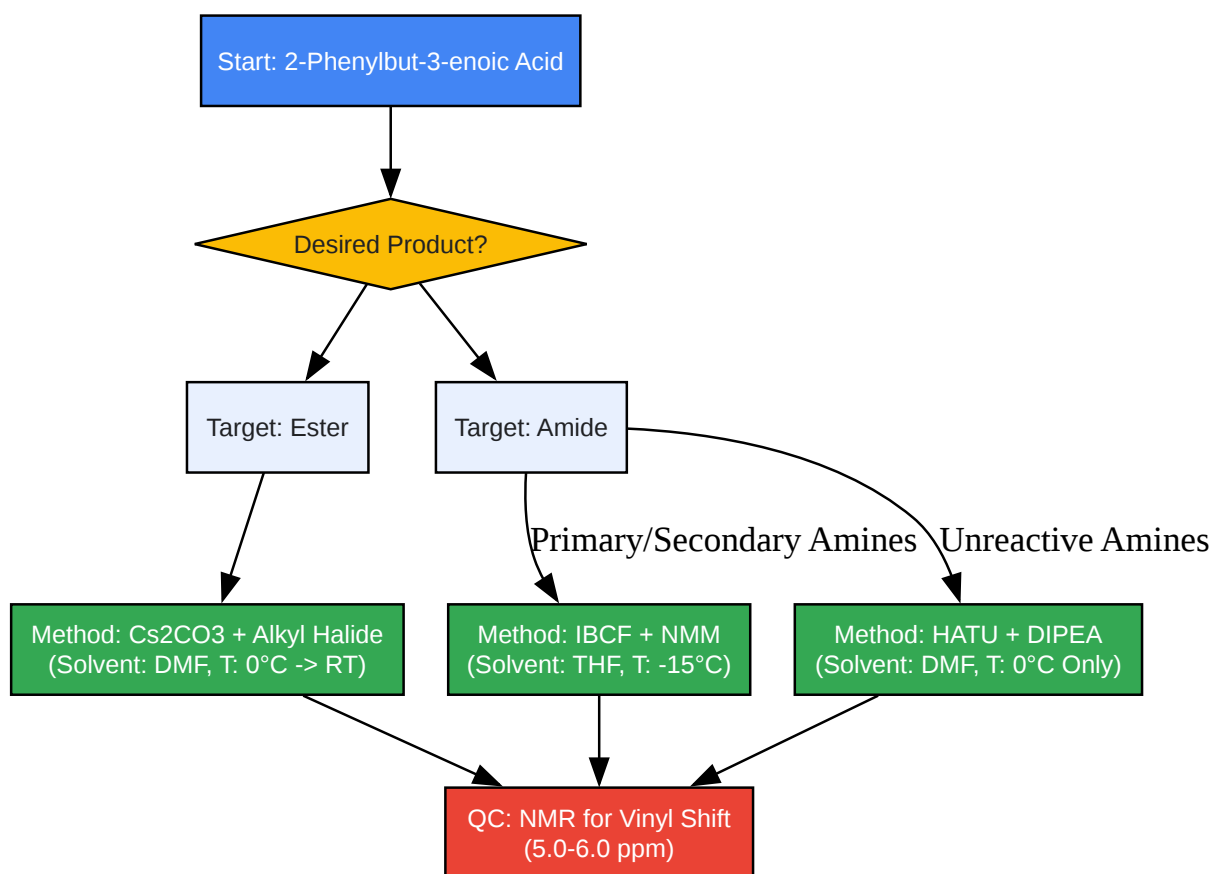 Start: 2-Phenylbut-3-enoic Acid
Desired Product?
Target: Ester
Target: Amide
Primary/Secondary Amines
Unreactive Amines
Method: Cs2CO3 + Alkyl Halide
(Solvent: DMF, T: 0°C -> RT)
Method: IBCF + NMM
(Solvent: THF, T: -15°C)
Method: HATU + DIPEA
(Solvent: DMF, T: 0°C Only)
QC: NMR for Vinyl Shift
(5.0-6.0 ppm)